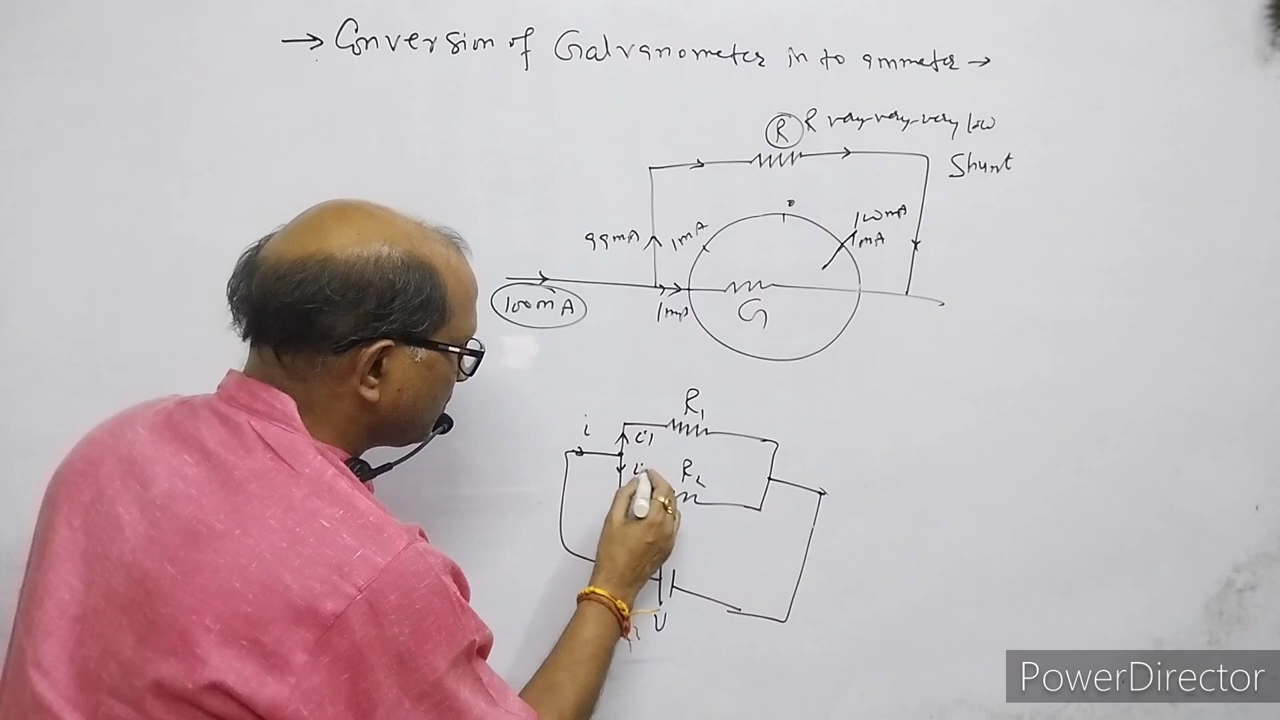 → Conversion of Galvanometer in to ammeter →
R R very-very-very low
Shunt
99mA 1mA 0 100mA
1mA
100mA 1mA G
R1
i i1
R2
i
V
PowerDirector